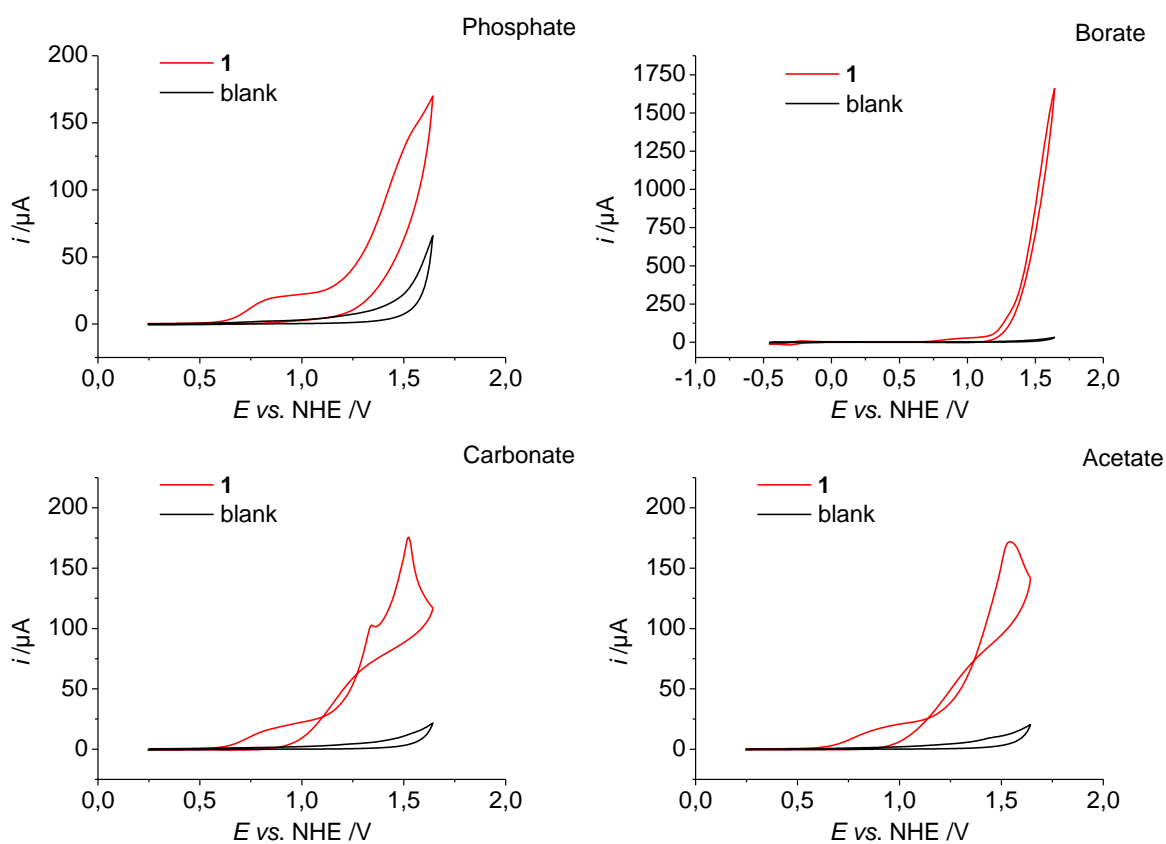 Phosphate
1
blank
200
150
100
50
0
i /µA
0,0 0,5 1,0 1,5 2,0
E vs. NHE /V
Borate
1
blank
1750
1500
1250
1000
750
500
250
0
i /µA
-1,0 -0,5 0,0 0,5 1,0 1,5 2,0
E vs. NHE /V
Carbonate
1
blank
200
150
100
50
0
i /µA
0,0 0,5 1,0 1,5 2,0
E vs. NHE /V
Acetate
1
blank
200
150
100
50
0
i /µA
0,0 0,5 1,0 1,5 2,0
E vs. NHE /V